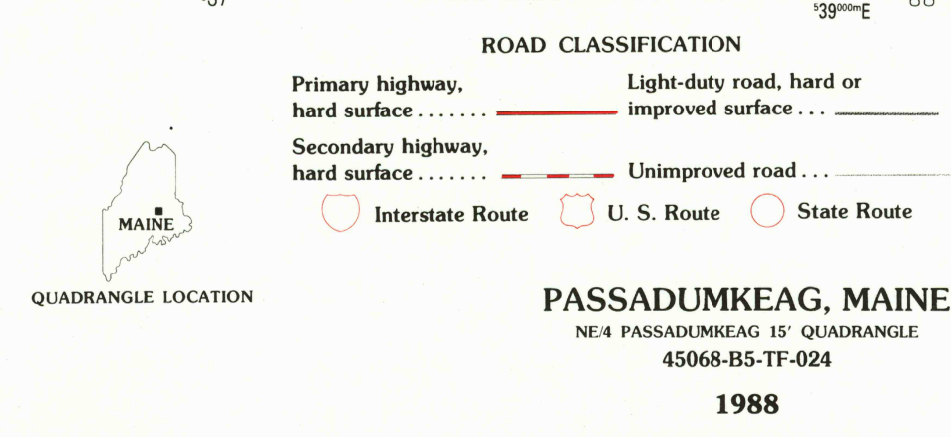 ⁵39⁰⁰⁰ᵐE
ROAD CLASSIFICATION
Primary highway,
hard surface .......
Light-duty road, hard or
improved surface ...
Secondary highway,
hard surface .......
Unimproved road ...
Interstate Route
U. S. Route
State Route
MAINE
QUADRANGLE LOCATION
PASSADUMKEAG, MAINE
NE/4 PASSADUMKEAG 15′ QUADRANGLE
45068-B5-TF-024
1988